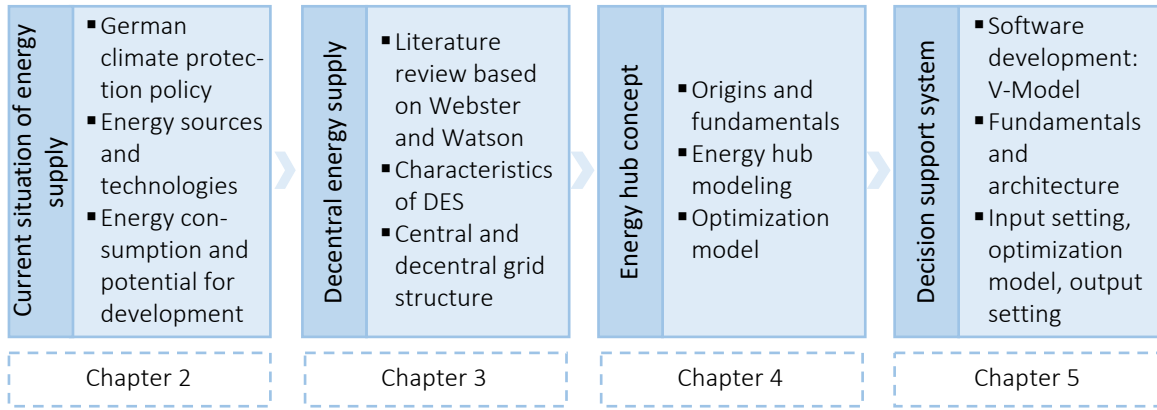 Current situation of energy
supply
▪ German
climate protec-
tion policy
▪ Energy sources
and
technologies
▪ Energy con-
sumption and
potential for
development
Chapter 2
Decentral energy supply
▪ Literature
review based
on Webster
and Watson
▪ Characteristics
of DES
▪ Central and
decentral grid
structure
Chapter 3
Energy hub concept
▪ Origins and
fundamentals
▪ Energy hub
modeling
▪ Optimization
model
Chapter 4
Decision support system
▪ Software
development:
V-Model
▪ Fundamentals
and
architecture
▪ Input setting,
optimization
model, output
setting
Chapter 5